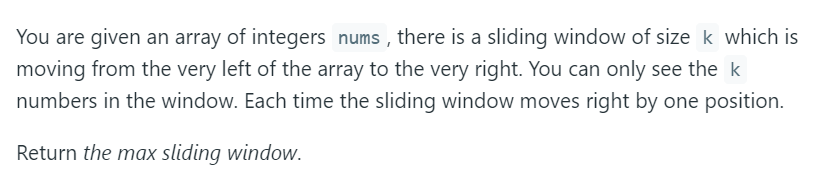 You are given an array of integers nums , there is a sliding window of size k which is
moving from the very left of the array to the very right. You can only see the k
numbers in the window. Each time the sliding window moves right by one position.
Return the max sliding window.